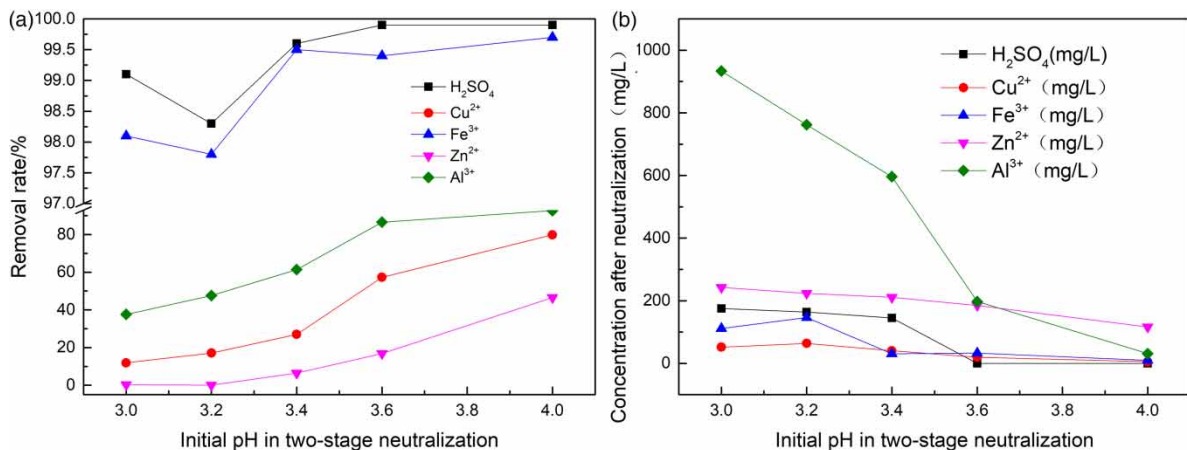 (a)
100.0
99.5
99.0
98.5
98.0
97.5
97.0
80
60
40
20
0
Removal rate/%
H₂SO₄
Cu²⁺
Fe³⁺
Zn²⁺
Al³⁺
3.0 3.2 3.4 3.6 3.8 4.0
Initial pH in two-stage neutralization
(b)
1000
800
600
400
200
0
Concentration after neutralization（mg/L）
H₂SO₄(mg/L)
Cu²⁺（mg/L）
Fe³⁺（mg/L）
Zn²⁺（mg/L）
Al³⁺（mg/L）
3.0 3.2 3.4 3.6 3.8 4.0
Initial pH in two-stage neutralization